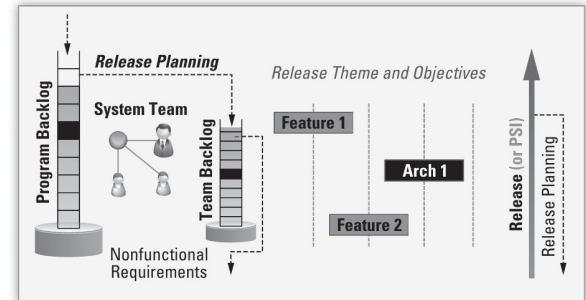 Release Planning
Program Backlog
System Team
Team Backlog
Nonfunctional
Requirements
Release Theme and Objectives
Feature 1
Arch 1
Feature 2
Release (or PSI)
Release Planning